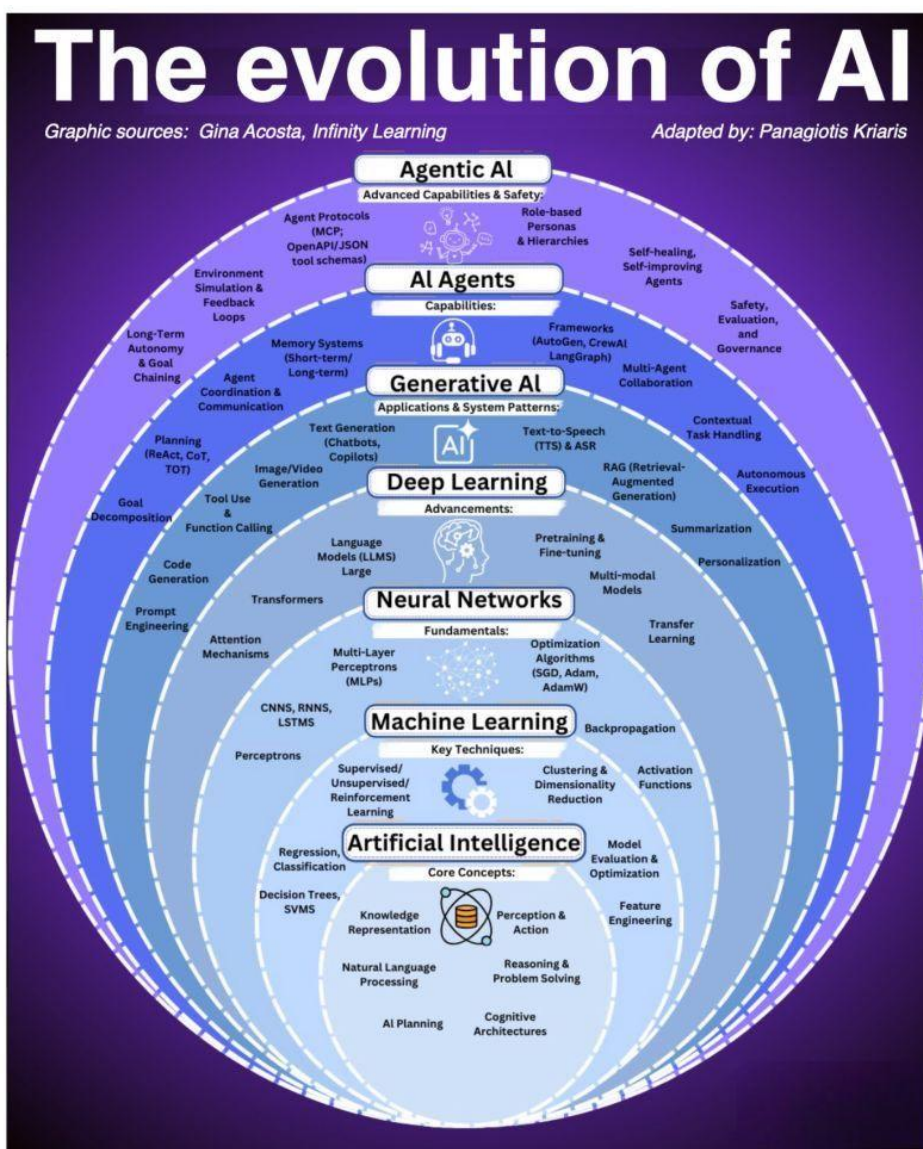 The evolution of AI
Graphic sources: Gina Acosta, Infinity Learning
Adapted by: Panagiotis Kriaris
Agentic AI
Advanced Capabilities & Safety:
Agent Protocols
(MCP;
OpenAPI/JSON
tool schemas)
Role-based
Personas
& Hierarchies
Environment
Simulation &
Feedback
Loops
Self-healing,
Self-improving
Agents
Long-Term
Autonomy
& Goal
Chaining
Safety,
Evaluation,
and
Governance
AI Agents
Capabilities:
Memory Systems
(Short-term/
Long-term)
Frameworks
(AutoGen, CrewAI
LangGraph)
Agent
Coordination &
Communication
Multi-Agent
Collaboration
Planning
(ReAct, CoT,
TOT)
Contextual
Task Handling
Goal
Decomposition
Autonomous
Execution
Generative AI
Applications & System Patterns:
Text Generation
(Chatbots,
Copilots)
AI
Text-to-Speech
(TTS) & ASR
Image/Video
Generation
RAG (Retrieval-
Augmented
Generation)
Tool Use
&
Function Calling
Summarization
Code
Generation
Personalization
Prompt
Engineering
Deep Learning
Advancements:
Language
Models (LLMS)
Large
Pretraining &
Fine-tuning
Transformers
Multi-modal
Models
Attention
Mechanisms
Transfer
Learning
Neural Networks
Fundamentals:
Multi-Layer
Perceptrons
(MLPs)
Optimization
Algorithms
(SGD, Adam,
AdamW)
CNNS, RNNS,
LSTMS
Backpropagation
Perceptrons
Activation
Functions
Machine Learning
Key Techniques:
Supervised/
Unsupervised/
Reinforcement
Learning
Clustering &
Dimensionality
Reduction
Regression,
Classification
Model
Evaluation &
Optimization
Decision Trees,
SVMS
Feature
Engineering
Artificial Intelligence
Core Concepts:
Knowledge
Representation
Perception &
Action
Natural Language
Processing
Reasoning &
Problem Solving
AI Planning
Cognitive
Architectures